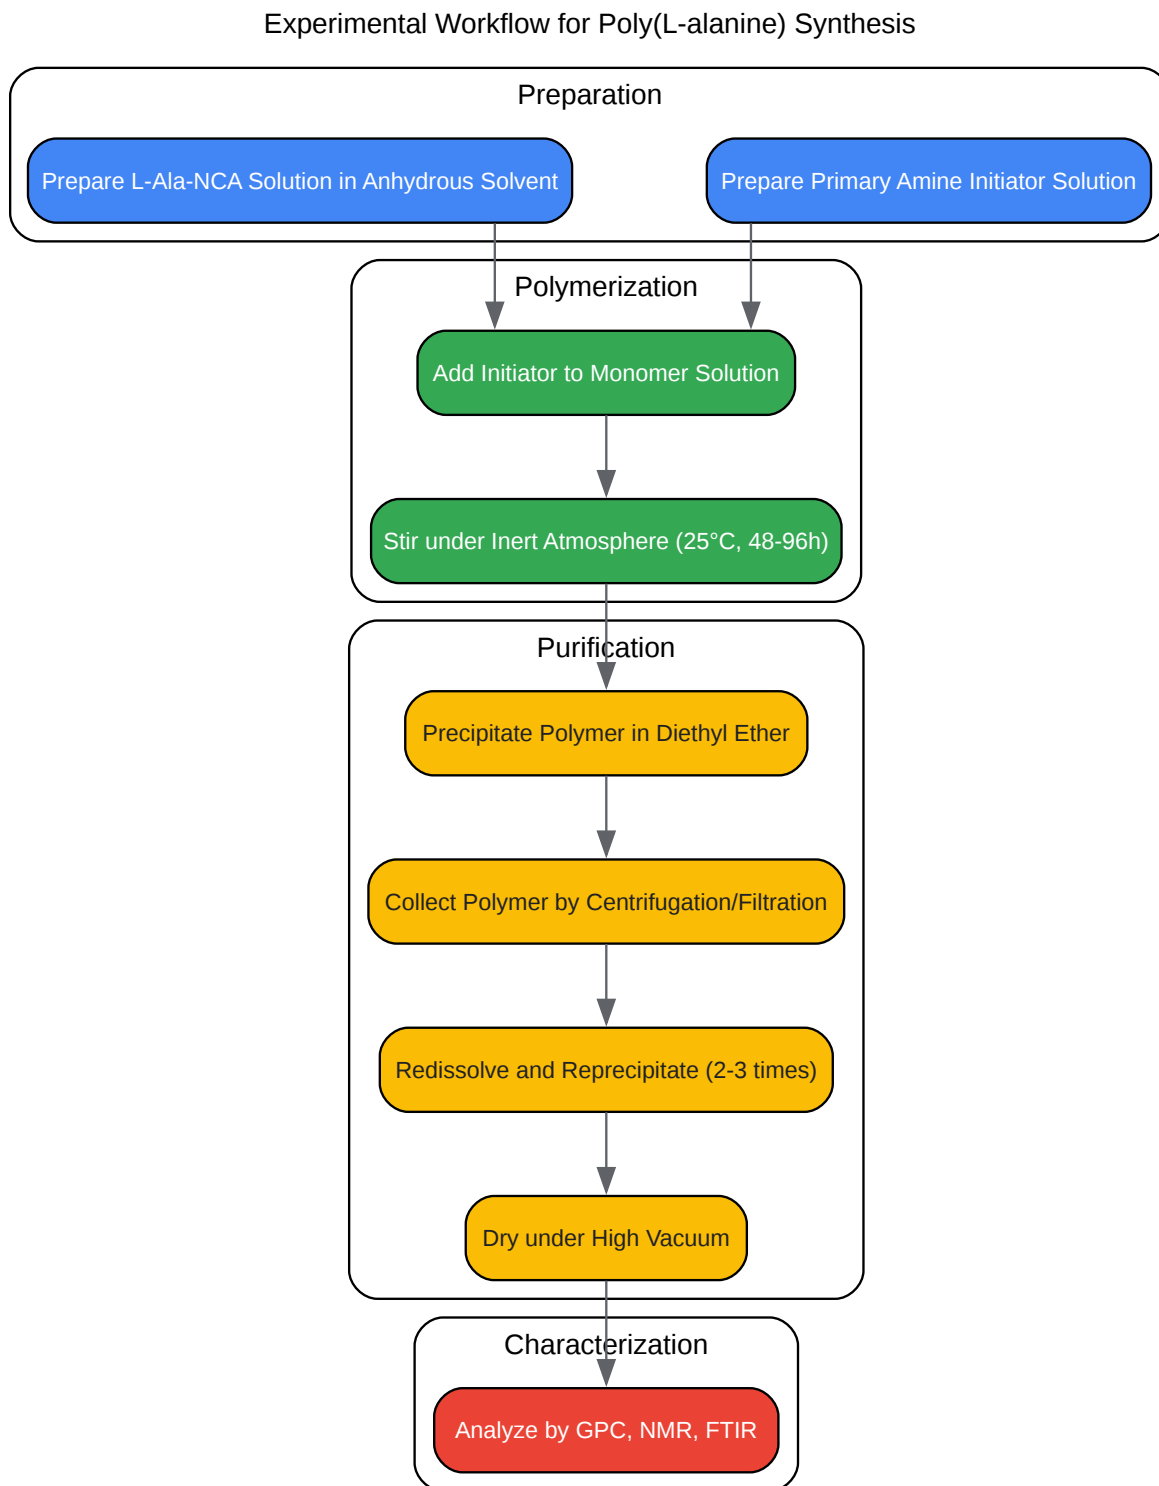 Experimental Workflow for Poly(L-alanine) Synthesis
Preparation
Prepare L-Ala-NCA Solution in Anhydrous Solvent
Prepare Primary Amine Initiator Solution
Polymerization
Add Initiator to Monomer Solution
Stir under Inert Atmosphere (25°C, 48-96h)
Purification
Precipitate Polymer in Diethyl Ether
Collect Polymer by Centrifugation/Filtration
Redissolve and Reprecipitate (2-3 times)
Dry under High Vacuum
Characterization
Analyze by GPC, NMR, FTIR